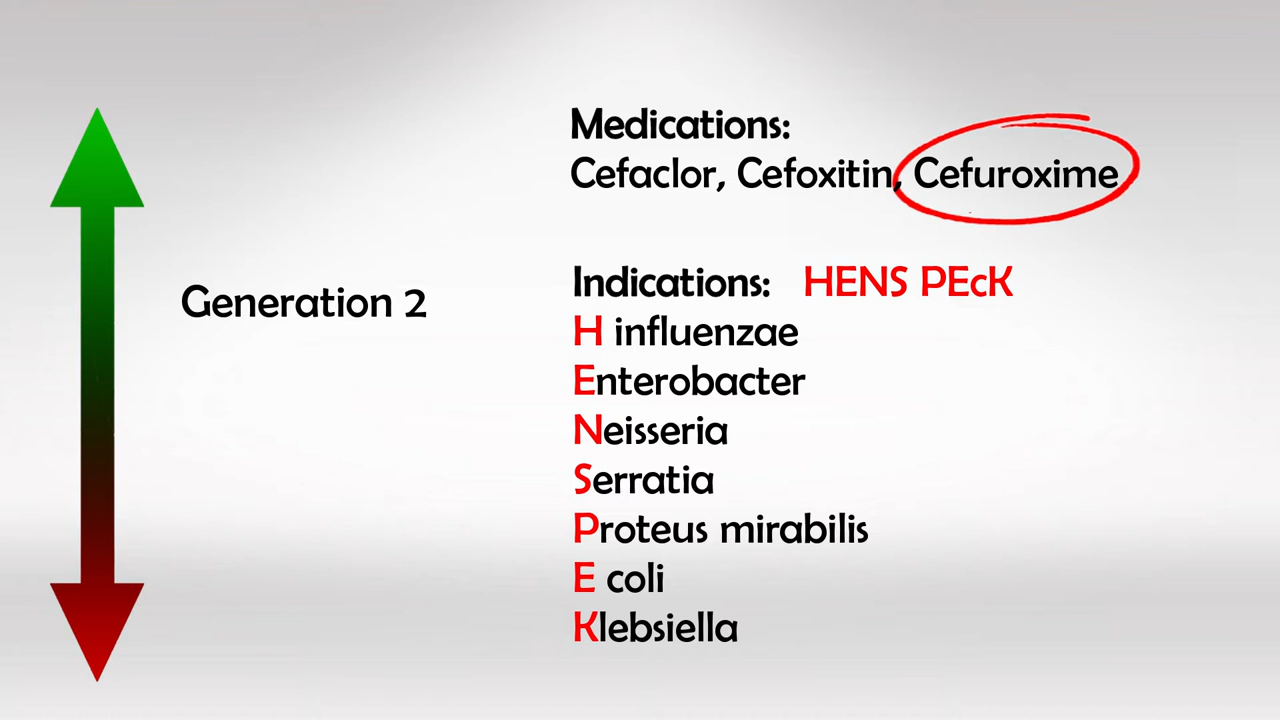 Medications:
Cefaclor, Cefoxitin, Cefuroxime
Generation 2
Indications: HENS PEcK
H influenzae
Enterobacter
Neisseria
Serratia
Proteus mirabilis
E coli
Klebsiella